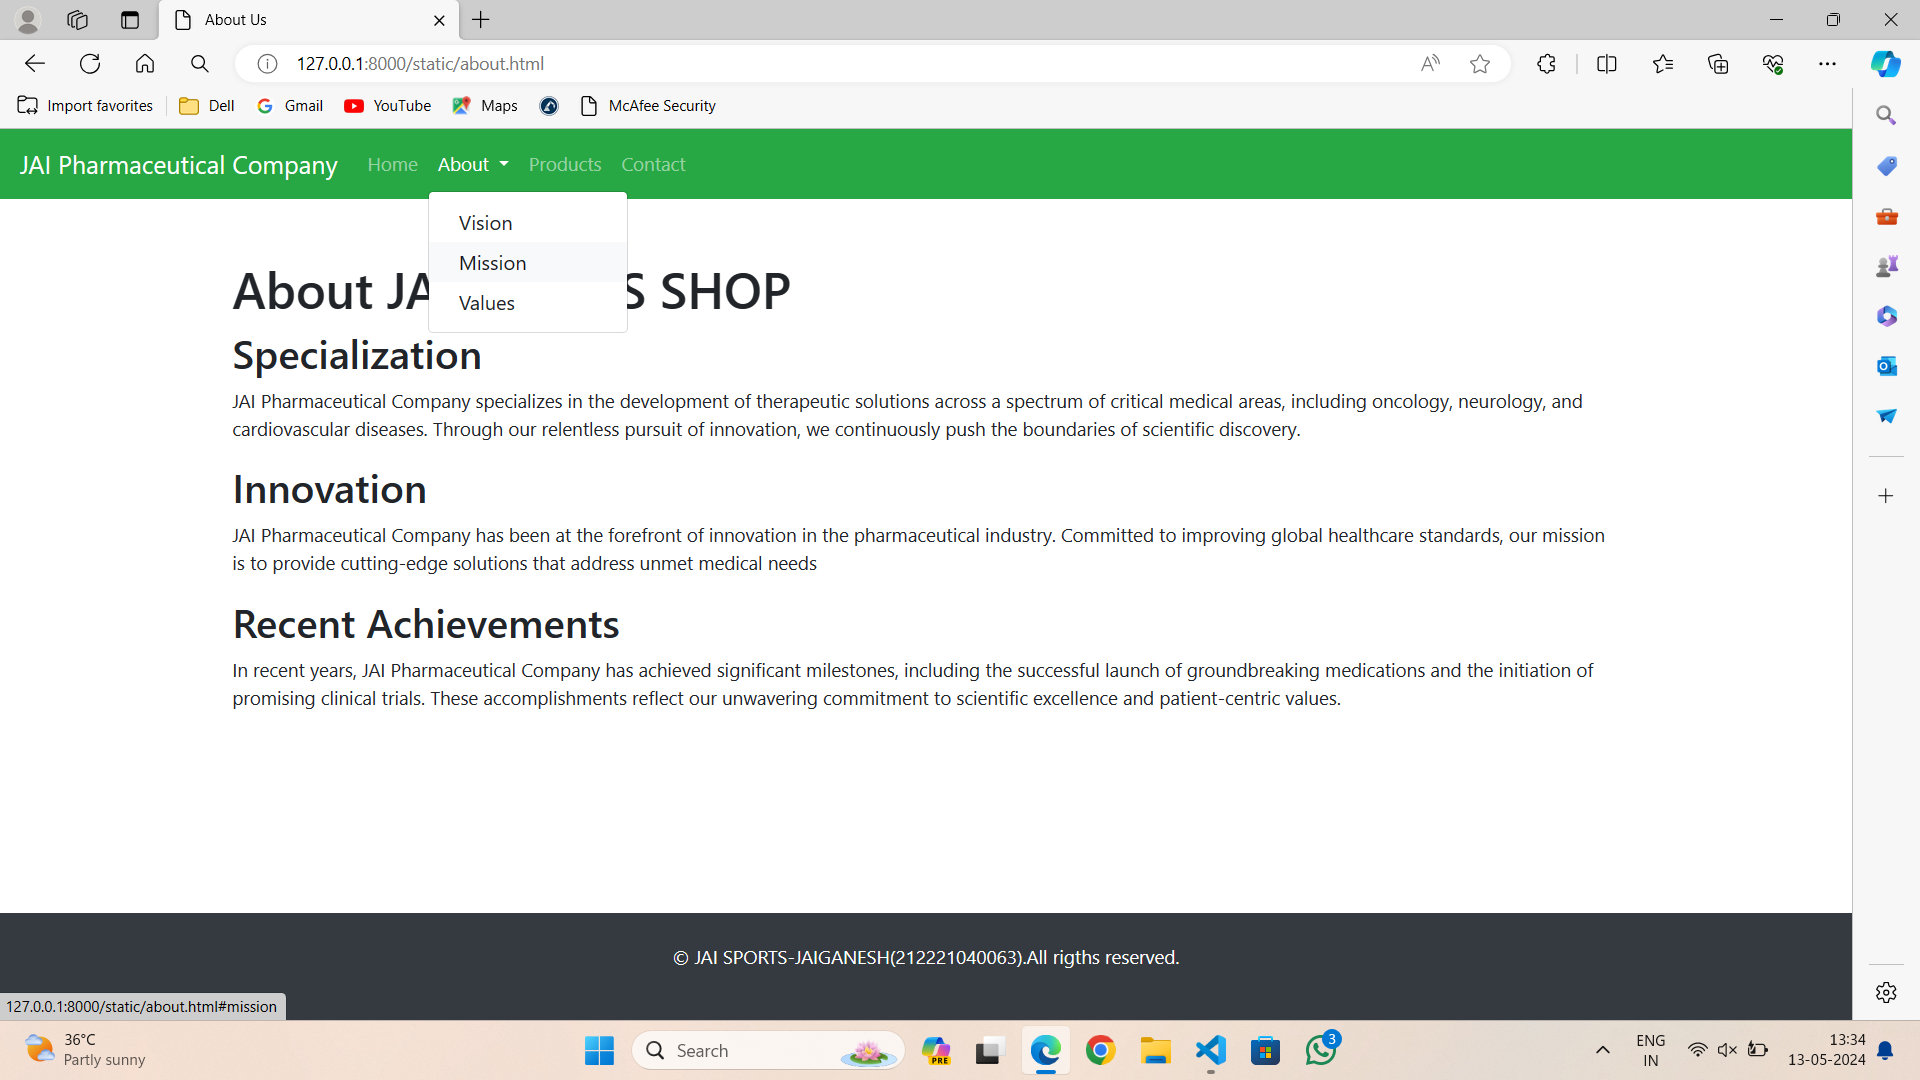 About Us
127.0.0.1:8000/static/about.html
Import favorites Dell Gmail YouTube Maps McAfee Security
JAI Pharmaceutical Company Home About Products Contact
Vision
Mission
Values
About JA S SHOP
Specialization
JAI Pharmaceutical Company specializes in the development of therapeutic solutions across a spectrum of critical medical areas, including oncology, neurology, and
cardiovascular diseases. Through our relentless pursuit of innovation, we continuously push the boundaries of scientific discovery.
Innovation
JAI Pharmaceutical Company has been at the forefront of innovation in the pharmaceutical industry. Committed to improving global healthcare standards, our mission
is to provide cutting-edge solutions that address unmet medical needs
Recent Achievements
In recent years, JAI Pharmaceutical Company has achieved significant milestones, including the successful launch of groundbreaking medications and the initiation of
promising clinical trials. These accomplishments reflect our unwavering commitment to scientific excellence and patient-centric values.
© JAI SPORTS-JAIGANESH(212221040063).All rigths reserved.
127.0.0.1:8000/static/about.html#mission
36°C
Partly sunny
Search
PRE
3
ENG
IN
13:34
13-05-2024